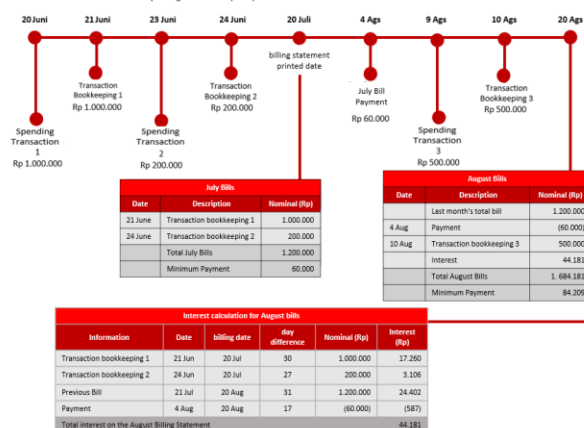 20 Juni 21 Juni 23 Juni 24 Juni 20 Juli 4 Ags 9 Ags 10 Ags 20 Ags
billing statement
printed date
Transaction
Bookkeeping 1
Rp 1.000.000
Transaction
Bookkeeping 2
Rp 200.000
July Bill
Payment
Rp 60.000
Transaction
Bookkeeping 3
Rp 500.000
Spending
Transaction
1
Rp 1.000.000
Spending
Transaction
2
Rp 200.000
Spending
Transaction
3
Rp 500.000
July Bills
Date Description Nominal (Rp)
21 June Transaction bookkeeping 1 1.000.000
24 June Transaction bookkeeping 2 200.000
Total July Bills 1.200.000
Minimum Payment 60.000
August Bills
Date Description Nominal (Rp)
Last month's total bill 1.200.000
4 Aug Payment (60.000)
10 Aug Transaction bookkeeping 3 500.000
Interest 44.181
Total August Bills 1. 684.181
Minimum Payment 84.209
Interest calculation for August bills
Information Date billing date day difference Nominal (Rp) Interest (Rp)
Transaction bookkeeping 1 21 Jun 20 Jul 30 1.000.000 17.260
Transaction bookkeeping 2 24 Jun 20 Jul 27 200.000 3.106
Previous Bill 21 Jul 20 Aug 31 1.200.000 24.402
Payment 4 Aug 20 Aug 17 (60.000) (587)
Total interest on the August Billing Statement 44.181